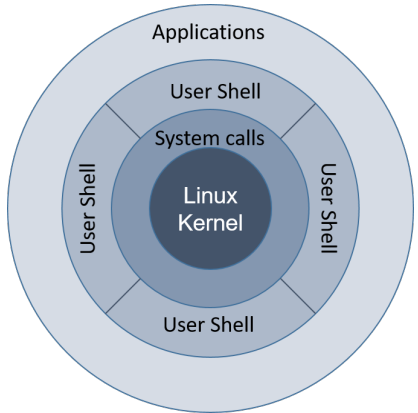 Applications
User Shell
System calls
User Shell
Linux
Kernel
User Shell
User Shell